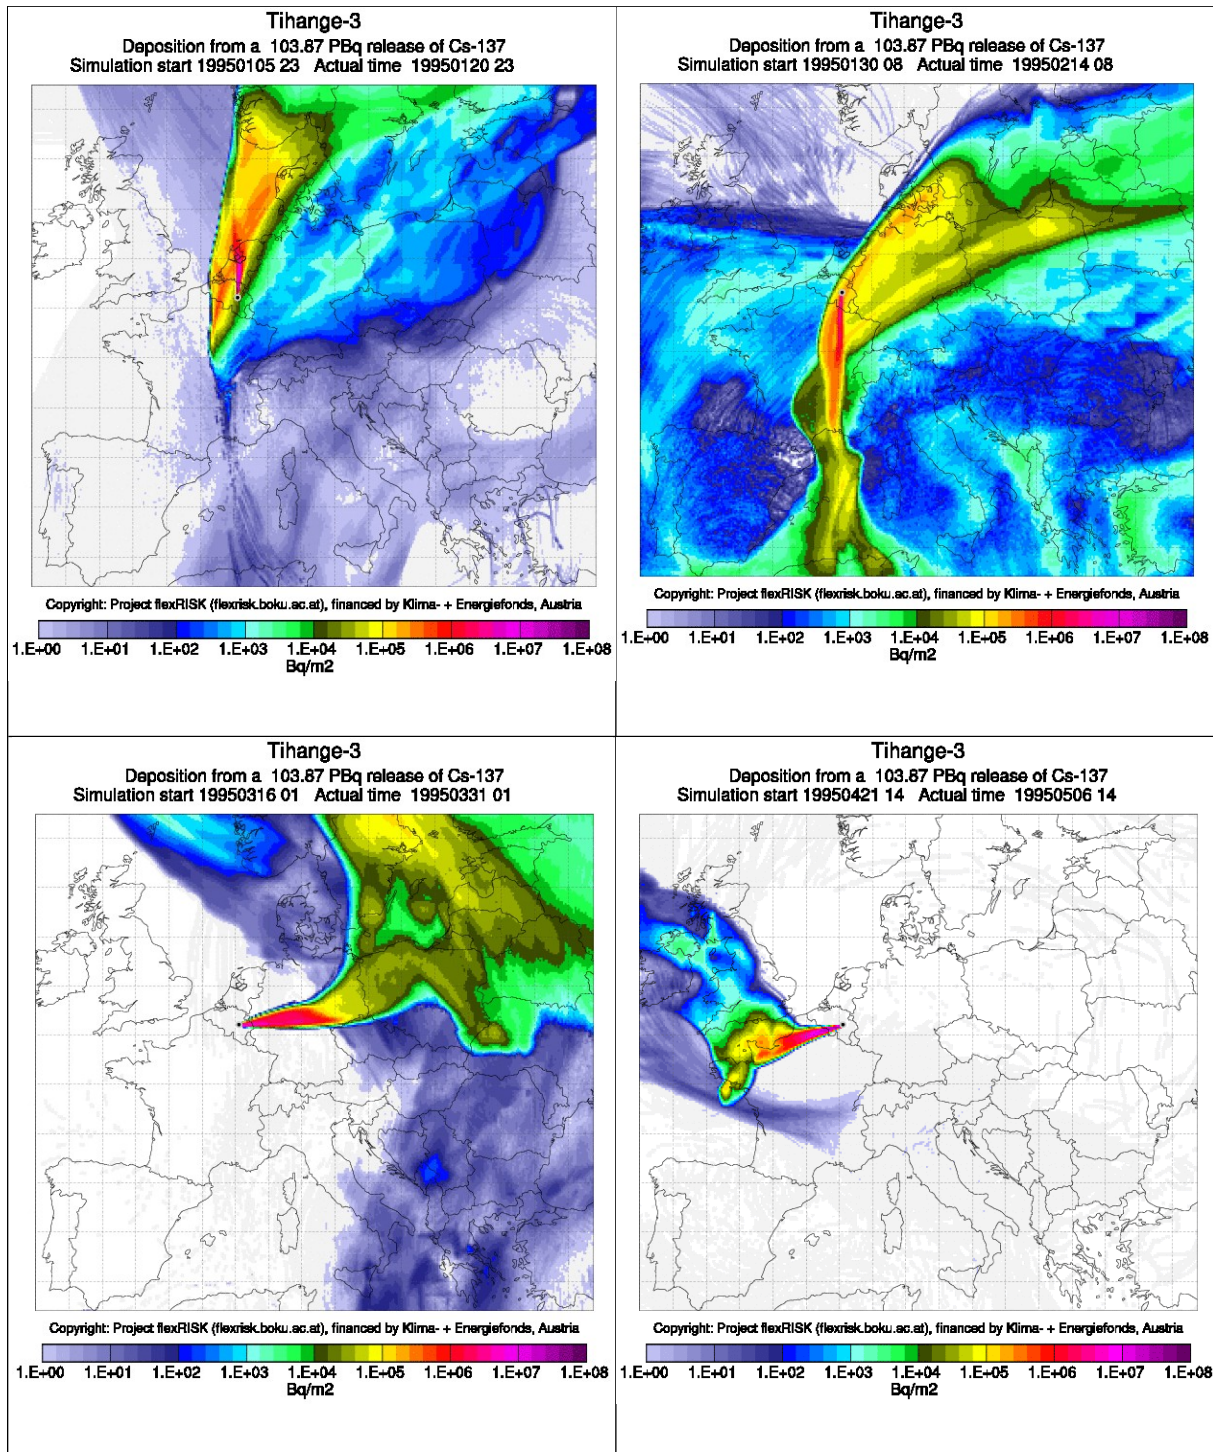 Tihange-3
Deposition from a 103.87 PBq release of Cs-137
Simulation start 19950105 23 Actual time 19950120 23
Copyright: Project flexRISK (flexrisk.boku.ac.at), financed by Klima- + Energiefonds, Austria
1.E+00 1.E+01 1.E+02 1.E+03 1.E+04 1.E+05 1.E+06 1.E+07 1.E+08
Bq/m2
Tihange-3
Deposition from a 103.87 PBq release of Cs-137
Simulation start 19950130 08 Actual time 19950214 08
Copyright: Project flexRISK (flexrisk.boku.ac.at), financed by Klima- + Energiefonds, Austria
1.E+00 1.E+01 1.E+02 1.E+03 1.E+04 1.E+05 1.E+06 1.E+07 1.E+08
Bq/m2
Tihange-3
Deposition from a 103.87 PBq release of Cs-137
Simulation start 19950316 01 Actual time 19950331 01
Copyright: Project flexRISK (flexrisk.boku.ac.at), financed by Klima- + Energiefonds, Austria
1.E+00 1.E+01 1.E+02 1.E+03 1.E+04 1.E+05 1.E+06 1.E+07 1.E+08
Bq/m2
Tihange-3
Deposition from a 103.87 PBq release of Cs-137
Simulation start 19950421 14 Actual time 19950506 14
Copyright: Project flexRISK (flexrisk.boku.ac.at), financed by Klima- + Energiefonds, Austria
1.E+00 1.E+01 1.E+02 1.E+03 1.E+04 1.E+05 1.E+06 1.E+07 1.E+08
Bq/m2